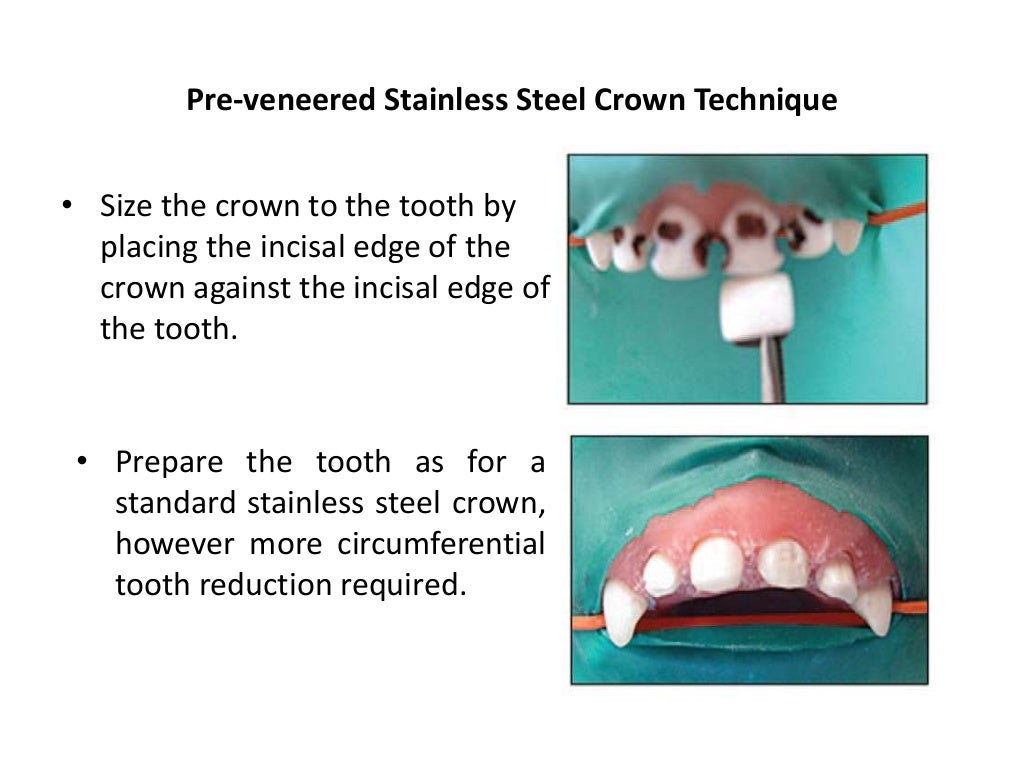 Pre-veneered Stainless Steel Crown Technique
• Size the crown to the tooth by
placing the incisal edge of the
crown against the incisal edge of
the tooth.
• Prepare the tooth as for a
standard stainless steel crown,
however more circumferential
tooth reduction required.